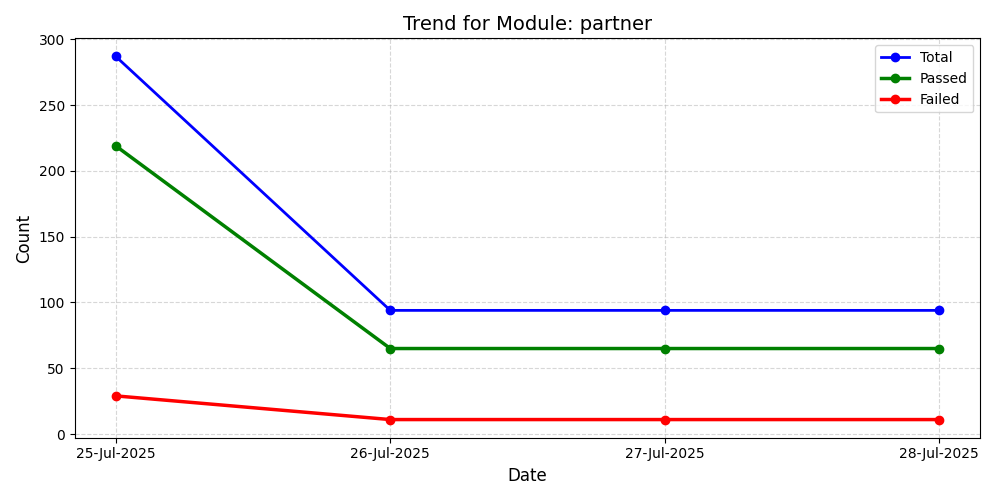 Trend for Module: partner
300
250
200
150
100
50
0
Count
Total
Passed
Failed
25-Jul-2025
26-Jul-2025
27-Jul-2025
28-Jul-2025
Date